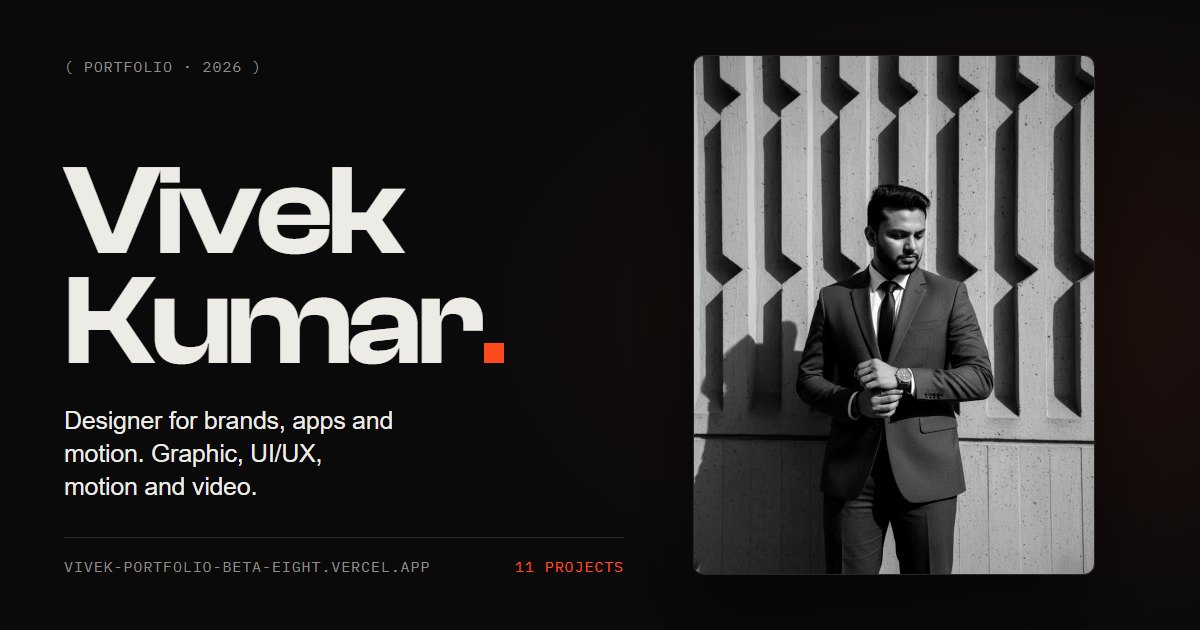 ( PORTFOLIO · 2026 )
Vivek
Kumar.
Designer for brands, apps and
motion. Graphic, UI/UX,
motion and video.
VIVEK-PORTFOLIO-BETA-EIGHT.VERCEL.APP
11 PROJECTS